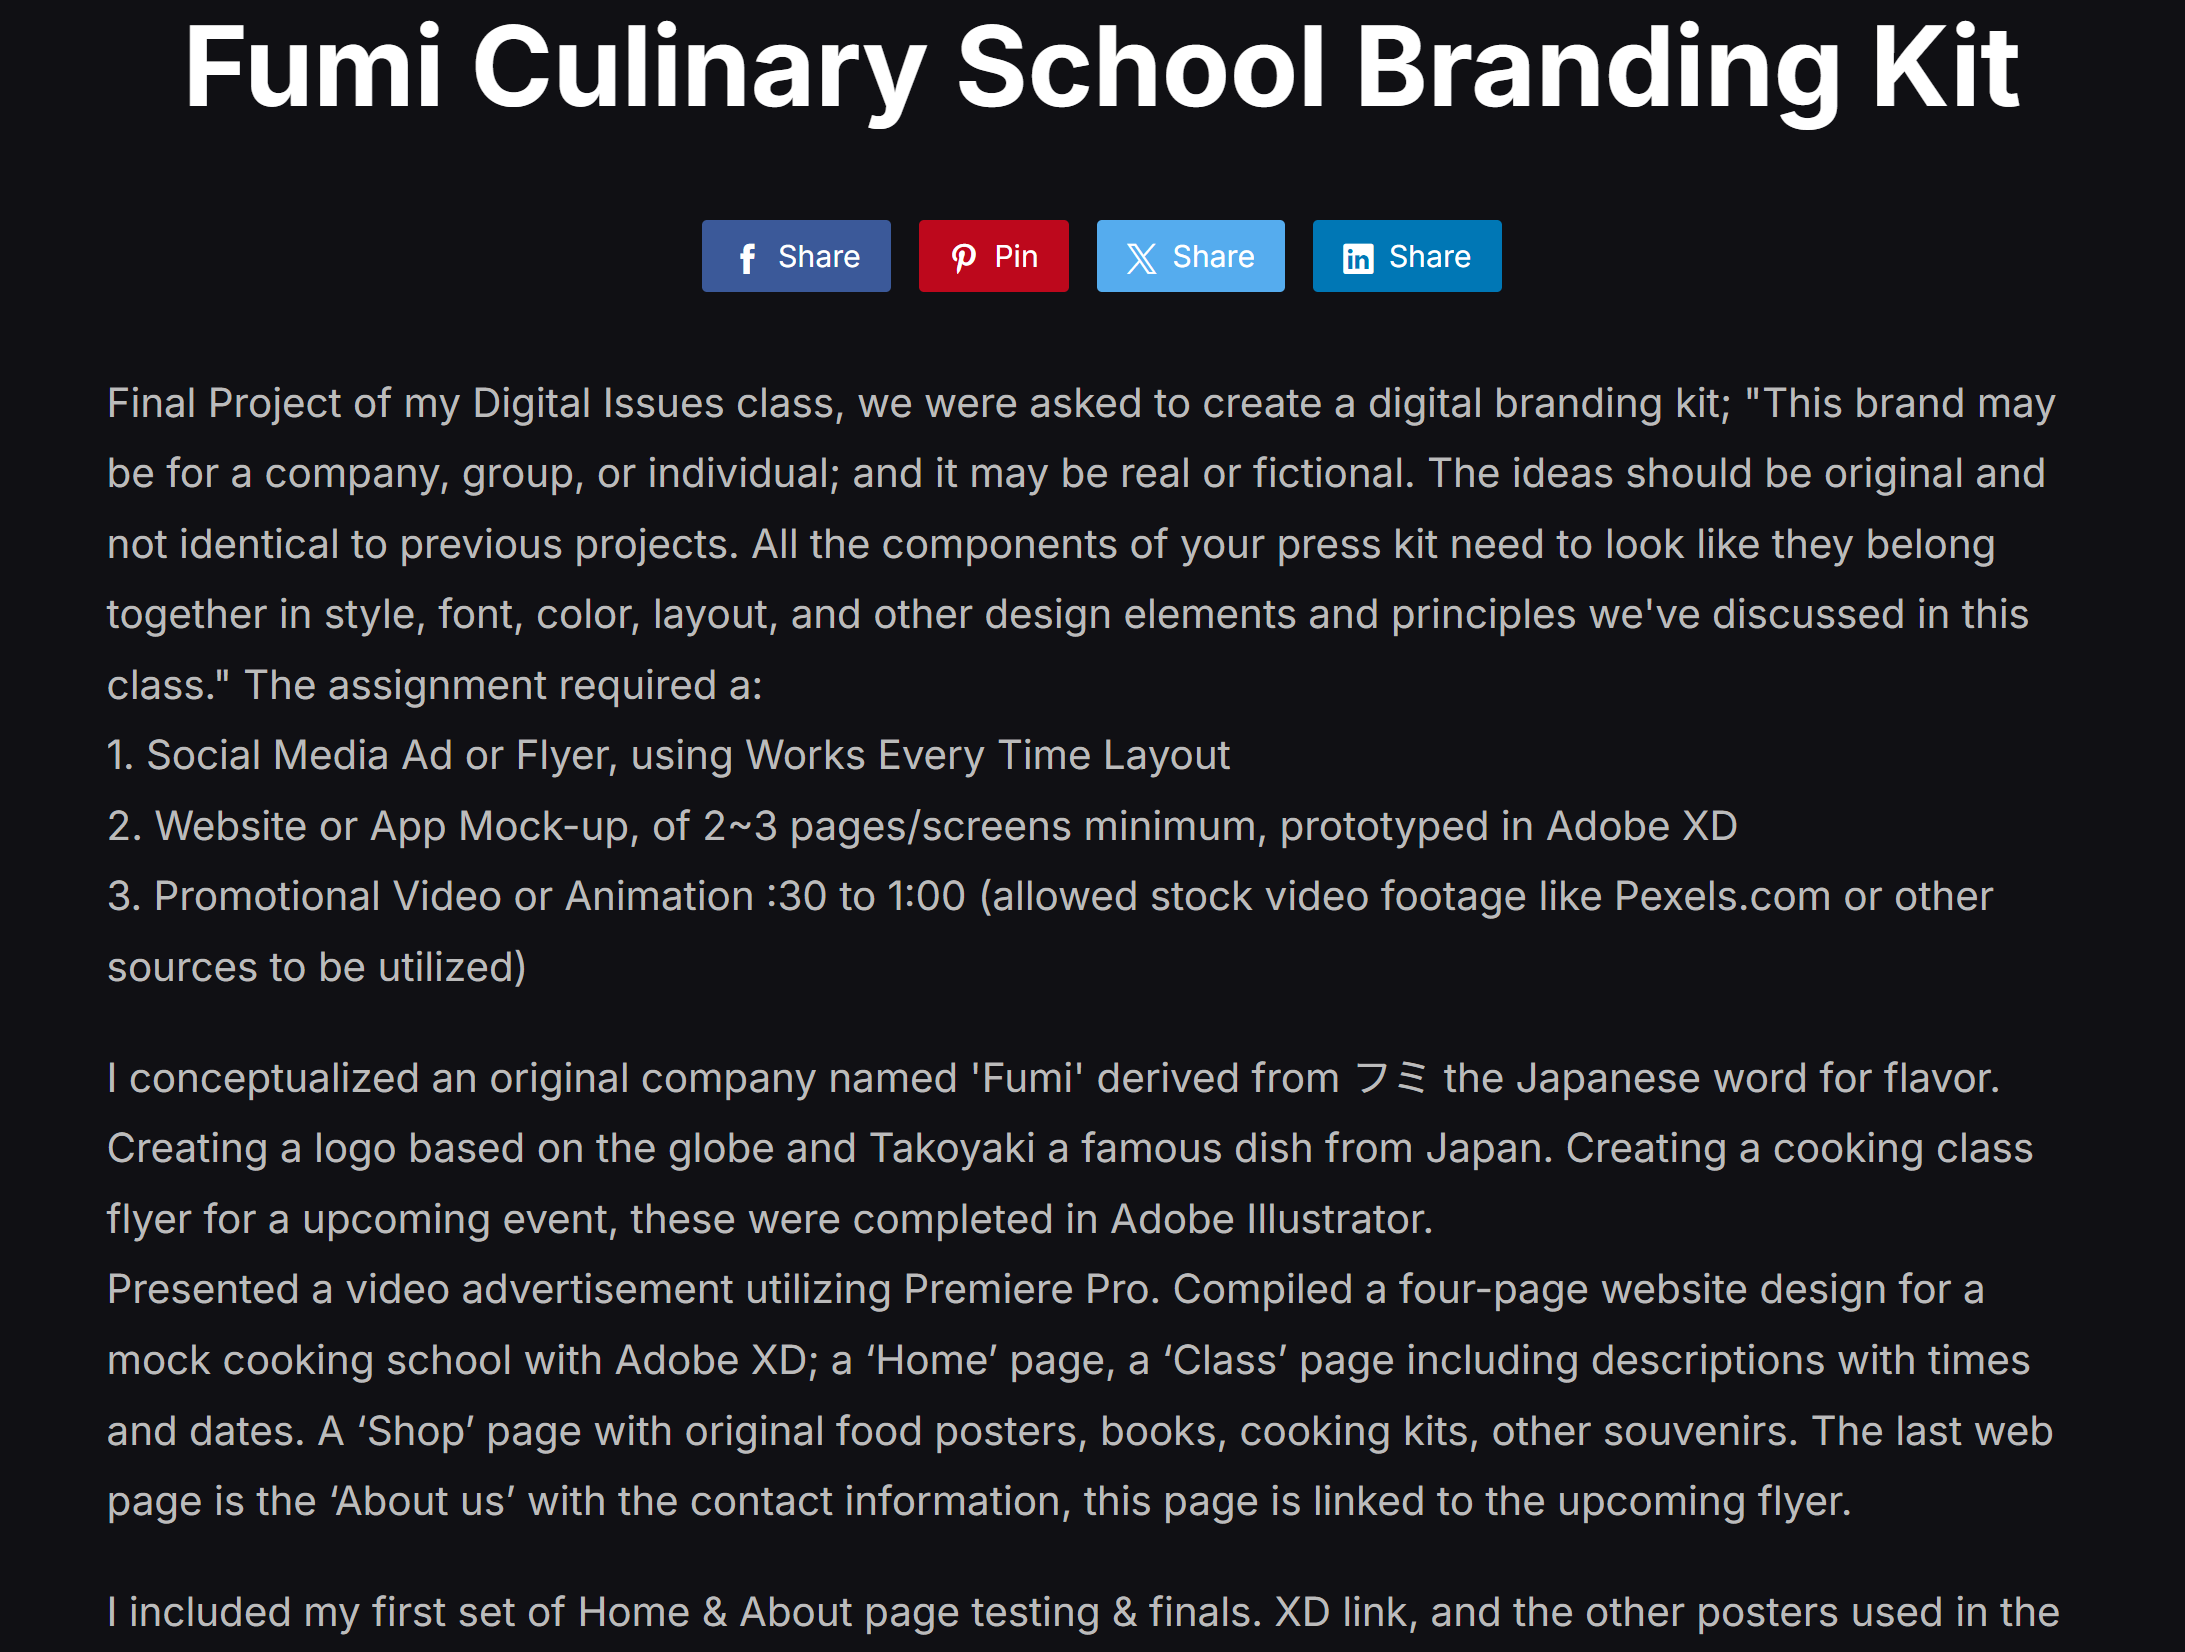 Fumi Culinary School Branding Kit
Share
Pin
Share
Share
Final Project of my Digital Issues class, we were asked to create a digital branding kit; "This brand may
be for a company, group, or individual; and it may be real or fictional. The ideas should be original and
not identical to previous projects. All the components of your press kit need to look like they belong
together in style, font, color, layout, and other design elements and principles we've discussed in this
class." The assignment required a:
1. Social Media Ad or Flyer, using Works Every Time Layout
2. Website or App Mock-up, of 2~3 pages/screens minimum, prototyped in Adobe XD
3. Promotional Video or Animation :30 to 1:00 (allowed stock video footage like Pexels.com or other
sources to be utilized)
I conceptualized an original company named 'Fumi' derived from フミ the Japanese word for flavor.
Creating a logo based on the globe and Takoyaki a famous dish from Japan. Creating a cooking class
flyer for a upcoming event, these were completed in Adobe Illustrator.
Presented a video advertisement utilizing Premiere Pro. Compiled a four-page website design for a
mock cooking school with Adobe XD; a ‘Home’ page, a ‘Class’ page including descriptions with times
and dates. A ‘Shop’ page with original food posters, books, cooking kits, other souvenirs. The last web
page is the ‘About us’ with the contact information, this page is linked to the upcoming flyer.
I included my first set of Home & About page testing & finals. XD link, and the other posters used in the